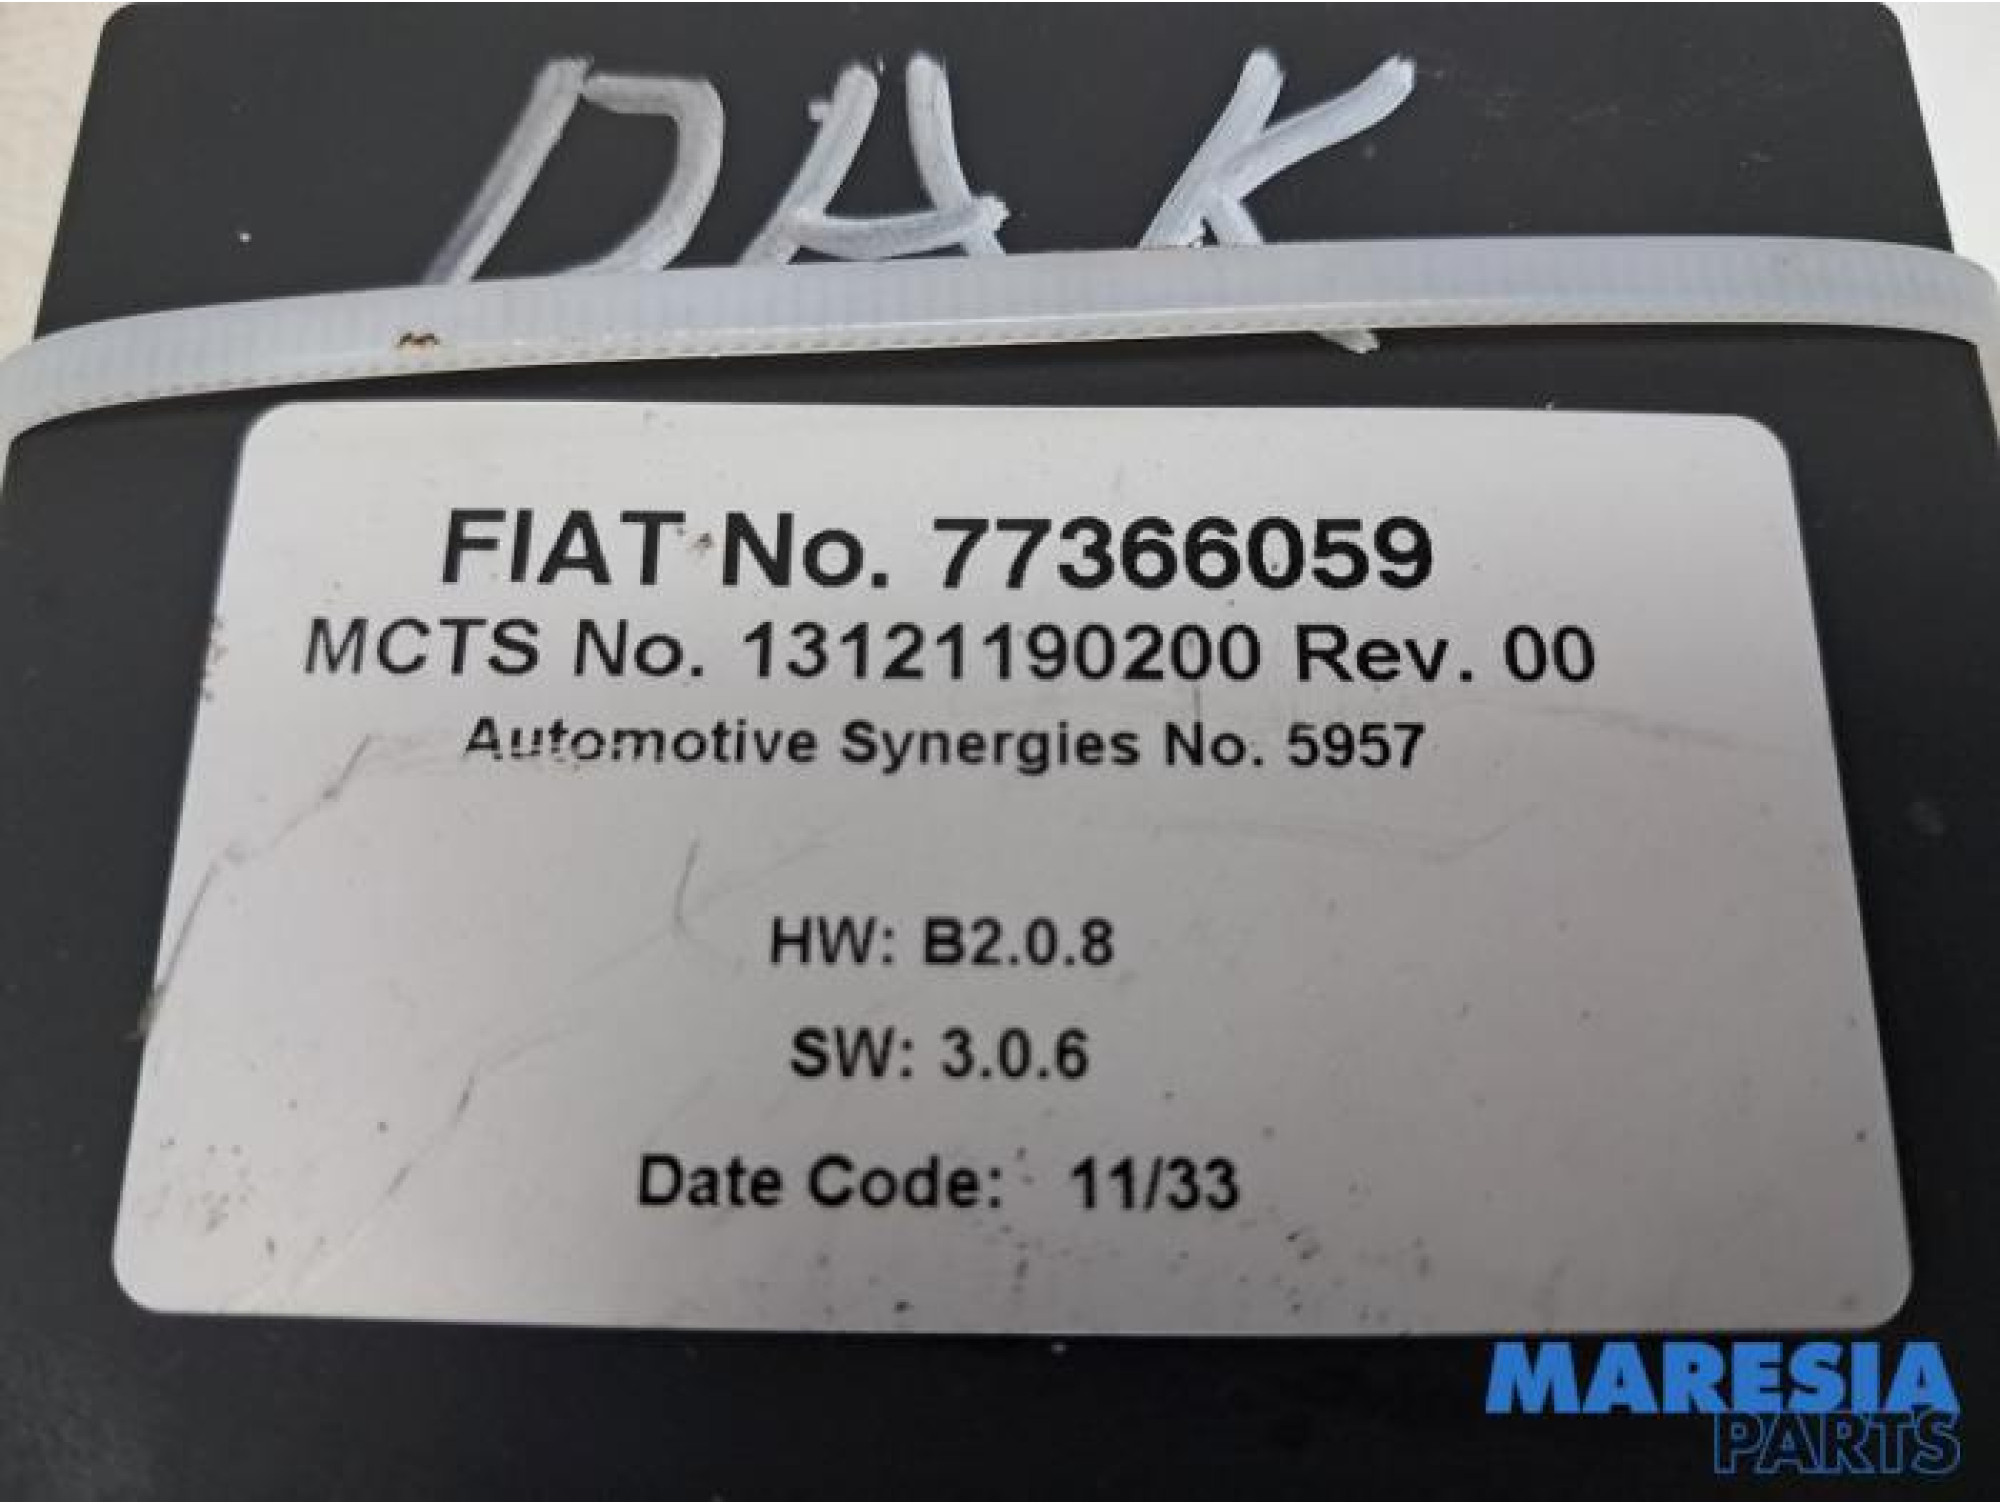 DAK
FIAT No. 77366059
MCTS No. 13121190200 Rev. 00
Automotive Synergies No. 5957
HW: B2.0.8
SW: 3.0.6
Date Code: 11/33
MARESIA
PARTS